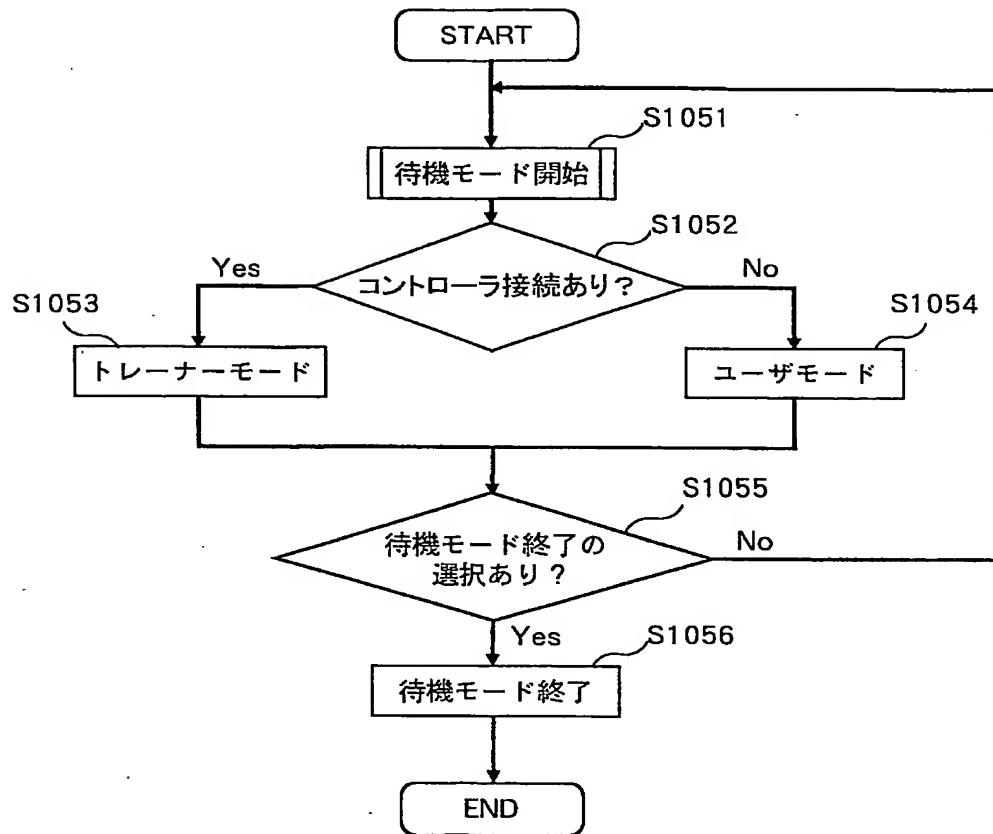 START
S1051
待機モード開始
S1052
Yes
コントローラ接続あり?
No
S1053
S1054
トレーナーモード
ユーザモード
S1055
待機モード終了の
選択あり?
No
Yes
S1056
待機モード終了
END